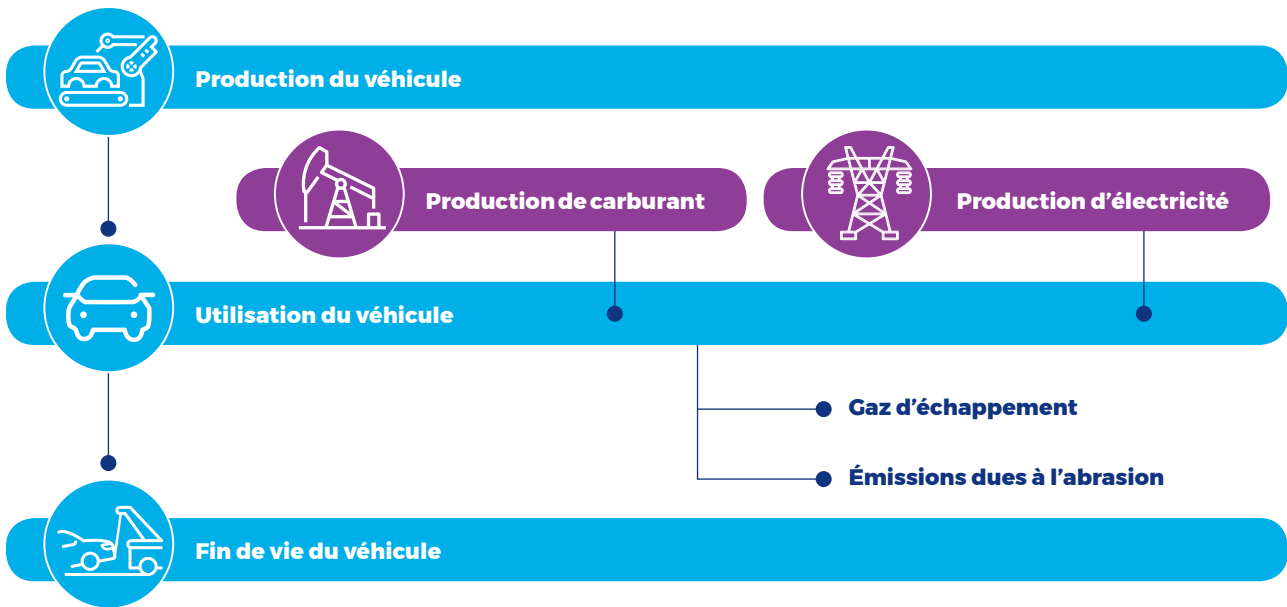 Production du véhicule
Production de carburant
Production d’électricité
Utilisation du véhicule
Gaz d’échappement
Émissions dues à l’abrasion
Fin de vie du véhicule